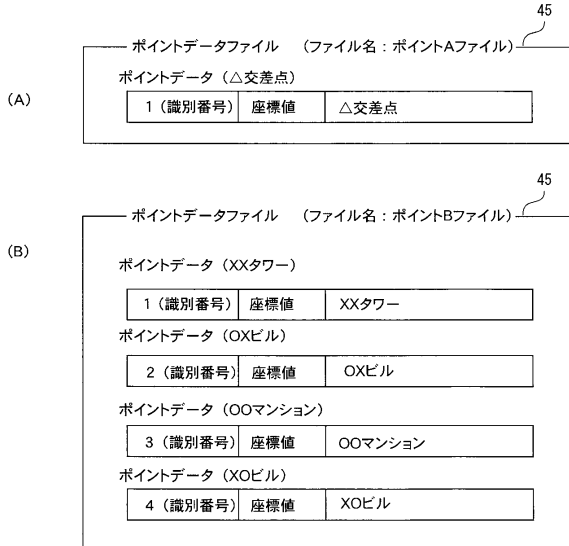 45
ポイントデータファイル （ファイル名：ポイントAファイル）
(A)
ポイントデータ（△交差点）
1（識別番号） 座標値 △交差点
45
ポイントデータファイル （ファイル名：ポイントBファイル）
(B)
ポイントデータ（XXタワー）
1（識別番号） 座標値 XXタワー
ポイントデータ（OXビル）
2（識別番号） 座標値 OXビル
ポイントデータ（OOマンション）
3（識別番号） 座標値 OOマンション
ポイントデータ（XOビル）
4（識別番号） 座標値 XOビル